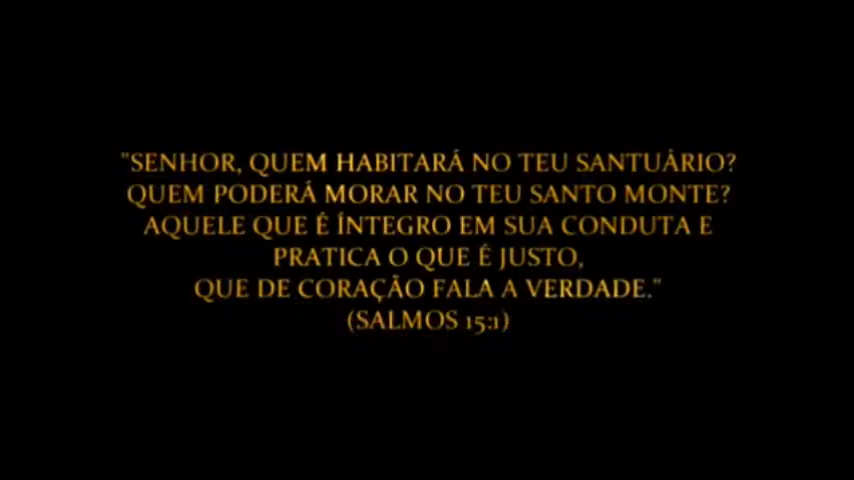 "SENHOR, QUEM HABITARÁ NO TEU SANTUÁRIO?
QUEM PODERÁ MORAR NO TEU SANTO MONTE?
AQUELE QUE É ÍNTEGRO EM SUA CONDUTA E
PRATICA O QUE É JUSTO,
QUE DE CORAÇÃO FALA A VERDADE."
(SALMOS 15:1)